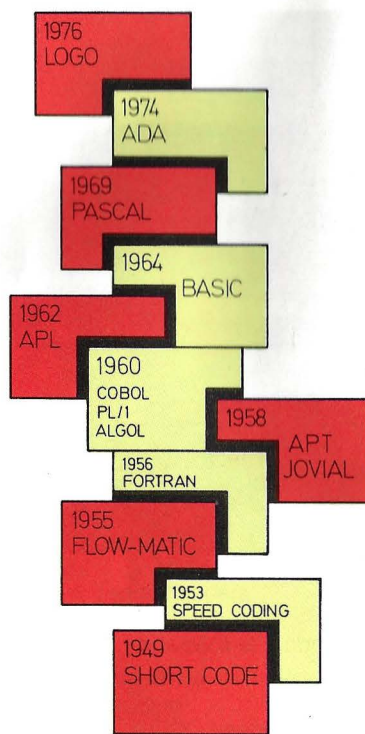 1976
LOGO
1974
ADA
1969
PASCAL
1964
BASIC
1962
APL
1960
COBOL
PL/1
ALGOL
1958
APT
JOVIAL
1956
FORTRAN
1955
FLOW-MATIC
1953
SPEED CODING
1949
SHORT CODE